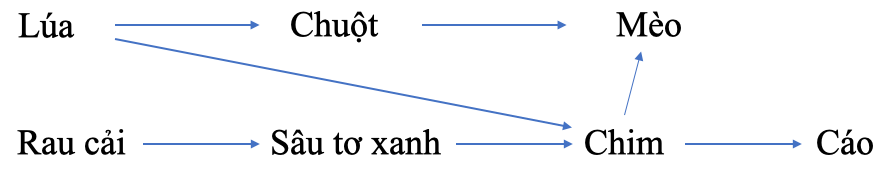 Lúa Chuột Mèo
Rau cải Sâu tơ xanh Chim Cáo